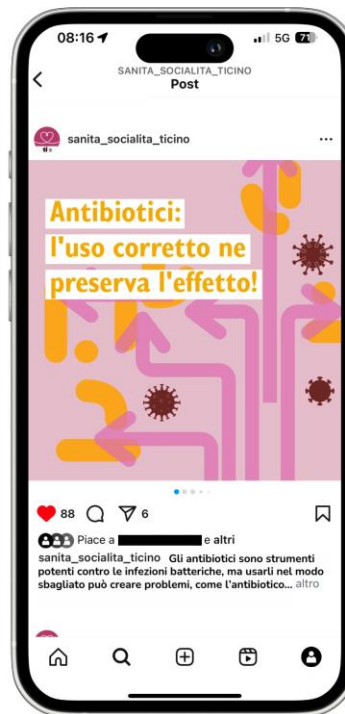 08:16
5G 71
SANITA_SOCIALITA_TICINO
Post
sanita_socialita_ticino
Antibiotici:
l'uso corretto ne
preserva l'effetto!
88 6
Piace a e altri
sanita_socialita_ticino Gli antibiotici sono strumenti
potenti contro le infezioni batteriche, ma usarli nel modo
sbagliato può creare problemi, come l'antibiotico... altro